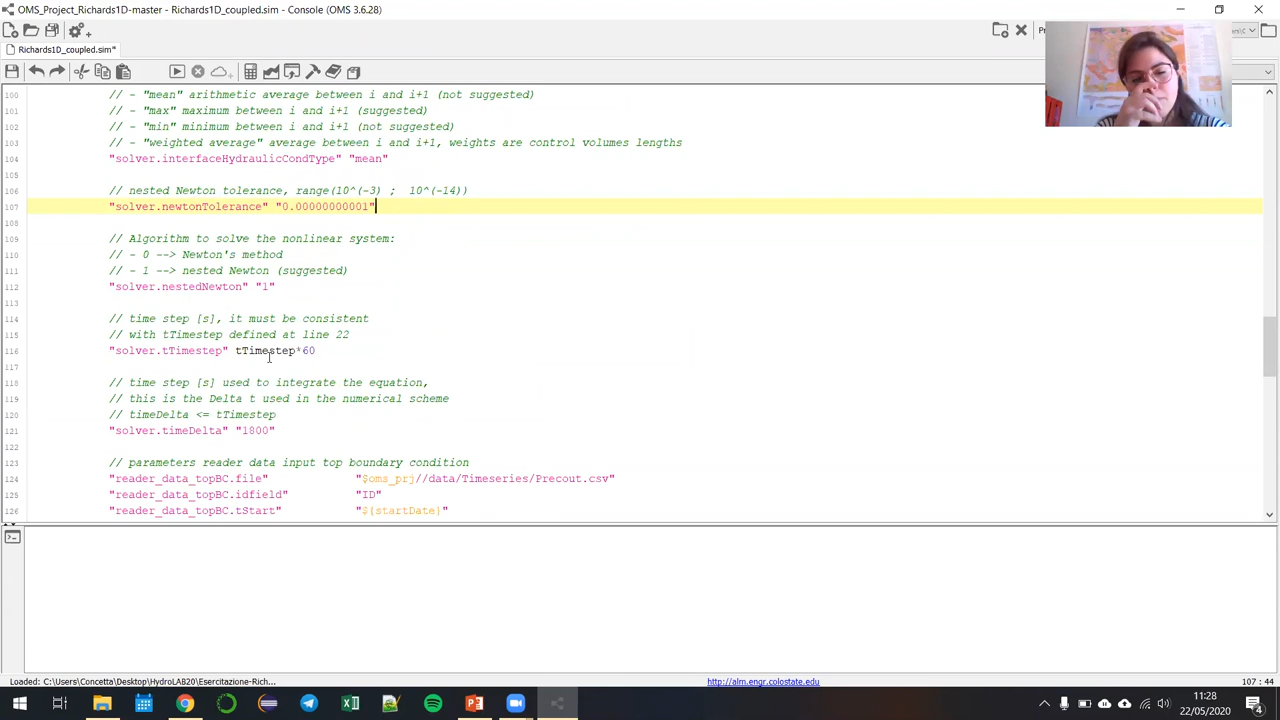 OMS_Project_Richards1D-master - Richards1D_coupled.sim - Console (OMS 3.6.28)
Richards1D_coupled.sim*
100 // - "mean" arithmetic average between i and i+1 (not suggested)
101 // - "max" maximum between i and i+1 (suggested)
102 // - "min" minimum between i and i+1 (not suggested)
103 // - "weighted average" average between i and i+1, weights are control volumes lengths
104 "solver.interfaceHydraulicCondType" "mean"
105
106 // nested Newton tolerance, range(10^(-3) ;  10^(-14))
107 "solver.newtonTolerance" "0.00000000001"
108
109 // Algorithm to solve the nonlinear system:
110 // - 0 --> Newton's method
111 // - 1 --> nested Newton (suggested)
112 "solver.nestedNewton" "1"
113
114 // time step [s], it must be consistent
115 // with tTimestep defined at line 22
116 "solver.tTimestep" tTimestep*60
117
118 // time step [s] used to integrate the equation,
119 // this is the Delta t used in the numerical scheme
120 // timeDelta <= tTimestep
121 "solver.timeDelta" "1800"
122
123 // parameters reader data input top boundary condition
124 "reader_data_topBC.file" "$oms_prj//data/Timeseries/Precout.csv"
125 "reader_data_topBC.idfield" "ID"
126 "reader_data_topBC.tStart" "${startDate}"
Loaded: C:\Users\Concetta\Desktop\HydroLAB20\Esercitazione-Rich...
http://alm.engr.colostate.edu
107 : 44
11:28
22/05/2020